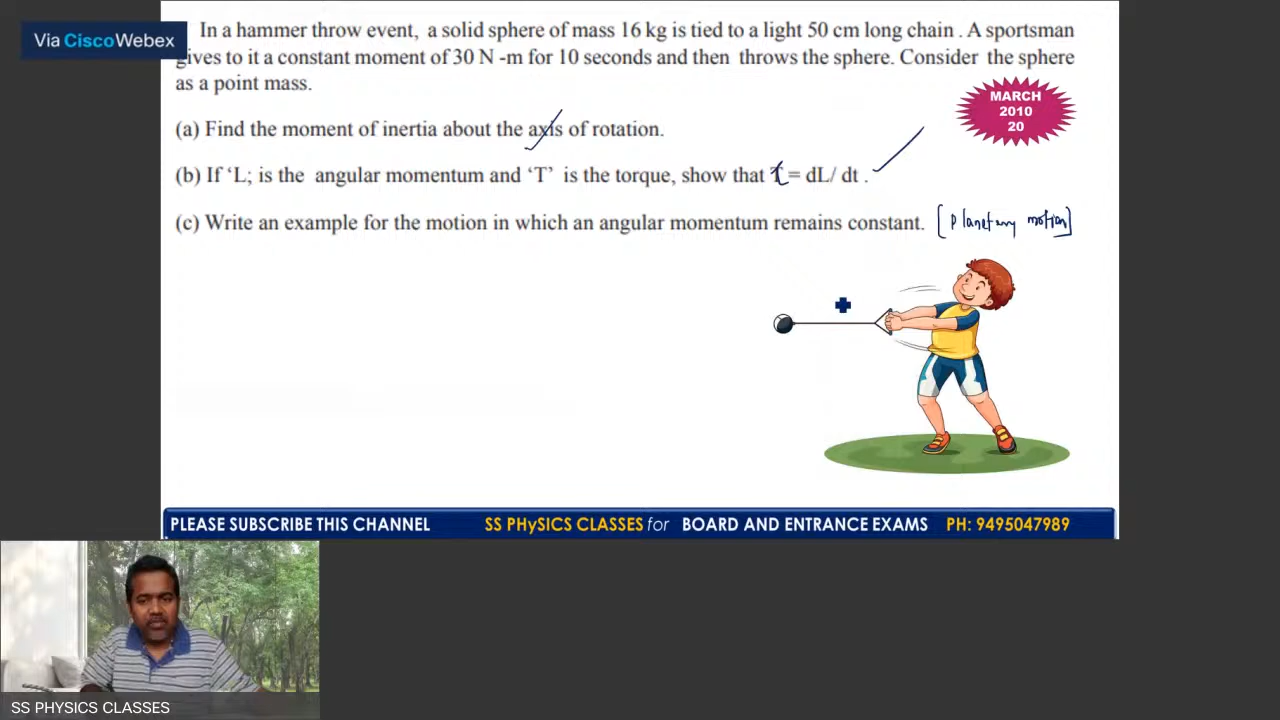 Via CiscoWebex
In a hammer throw event, a solid sphere of mass 16 kg is tied to a light 50 cm long chain . A sportsman
gives to it a constant moment of 30 N -m for 10 seconds and then throws the sphere. Consider the sphere
as a point mass.
MARCH
2010
20
(a) Find the moment of inertia about the axis of rotation.
(b) If ‘L; is the angular momentum and ‘T’ is the torque, show that τ = dL/ dt .
(c) Write an example for the motion in which an angular momentum remains constant. [Planetary motion]
PLEASE SUBSCRIBE THIS CHANNEL SS PHySICS CLASSES for BOARD AND ENTRANCE EXAMS PH: 9495047989
SS PHYSICS CLASSES